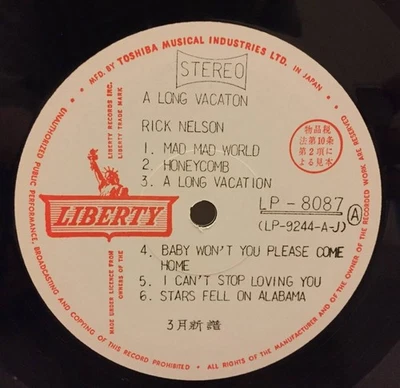 MFD. BY TOSHIBA MUSICAL INDUSTRIES LTD. IN JAPAN
STEREO
A LONG VACATON
RICK NELSON
1. MAD MAD WORLD
2. HONEYCOMB
3. A LONG VACATION
物品税
法第10条
第2項に
よる見本
LIBERTY RECORDS INC.
LIBERTY TRADE MARK
LIBERTY
LP-8087 A
(LP-9244-A-J)
4. BABY WON'T YOU PLEASE COME
HOME
5. I CAN'T STOP LOVING YOU
6. STARS FELL ON ALABAMA
3月新譜
MADE UNDER LICENCE FROM
OWNERS OF THE
UNAUTHORIZED PUBLIC PERFORMANCE, BROADCASTING AND COPYING OF THIS RECORD PROHIBITED • ALL RIGHTS OF THE MANUFACTURER AND OF THE OWNER OF THE RECORDED WORK ARE RESERVED